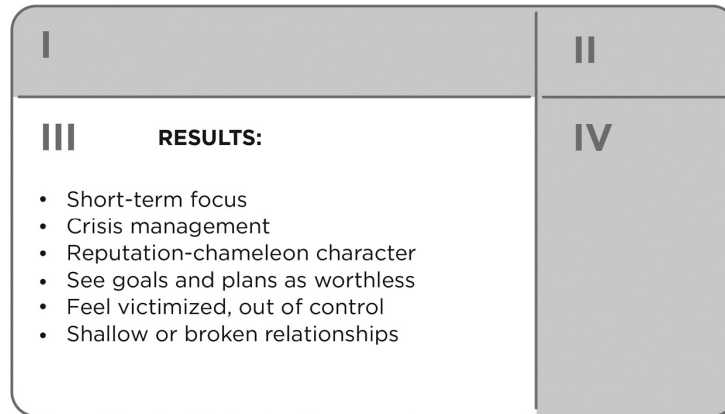 I
II
III RESULTS:
IV
• Short-term focus
• Crisis management
• Reputation-chameleon character
• See goals and plans as worthless
• Feel victimized, out of control
• Shallow or broken relationships